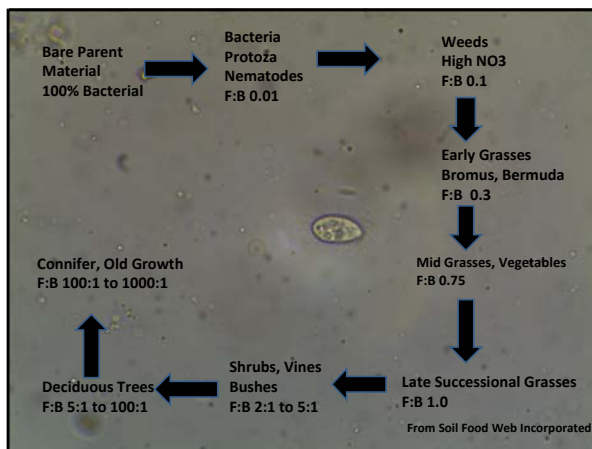 Bare Parent
Material
100% Bacterial
Bacteria
Protoza
Nematodes
F:B 0.01
Weeds
High NO3
F:B 0.1
Early Grasses
Bromus, Bermuda
F:B 0.3
Mid Grasses, Vegetables
F:B 0.75
Late Successional Grasses
F:B 1.0
Shrubs, Vines
Bushes
F:B 2:1 to 5:1
Deciduous Trees
F:B 5:1 to 100:1
Connifer, Old Growth
F:B 100:1 to 1000:1
From Soil Food Web Incorporated